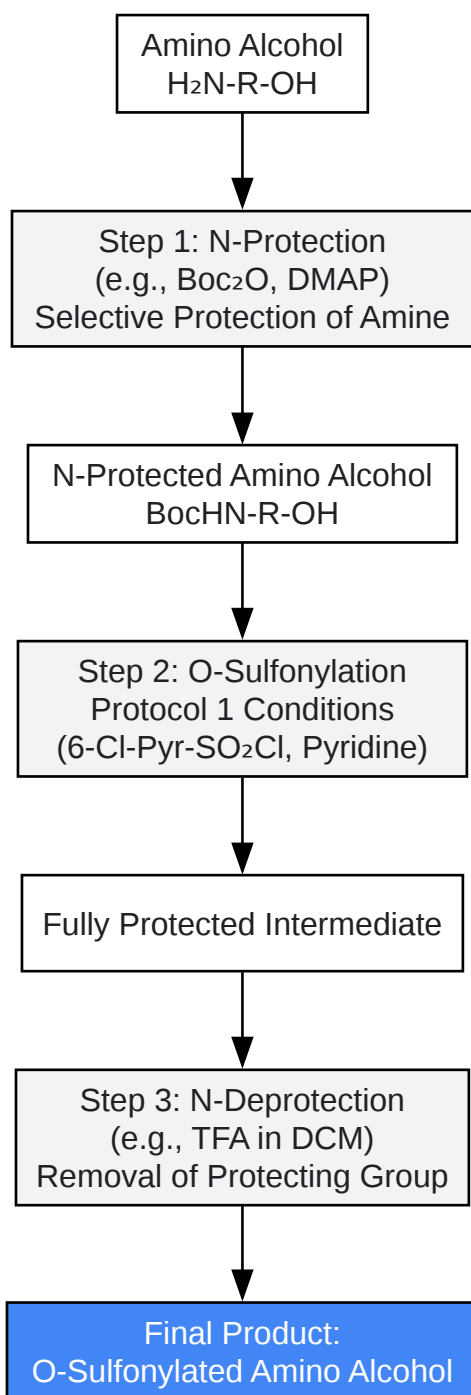 Amino Alcohol
H₂N-R-OH
Step 1: N-Protection
(e.g., Boc₂O, DMAP)
Selective Protection of Amine
N-Protected Amino Alcohol
BocHN-R-OH
Step 2: O-Sulfonylation
Protocol 1 Conditions
(6-Cl-Pyr-SO₂Cl, Pyridine)
Fully Protected Intermediate
Step 3: N-Deprotection
(e.g., TFA in DCM)
Removal of Protecting Group
Final Product:
O-Sulfonylated Amino Alcohol